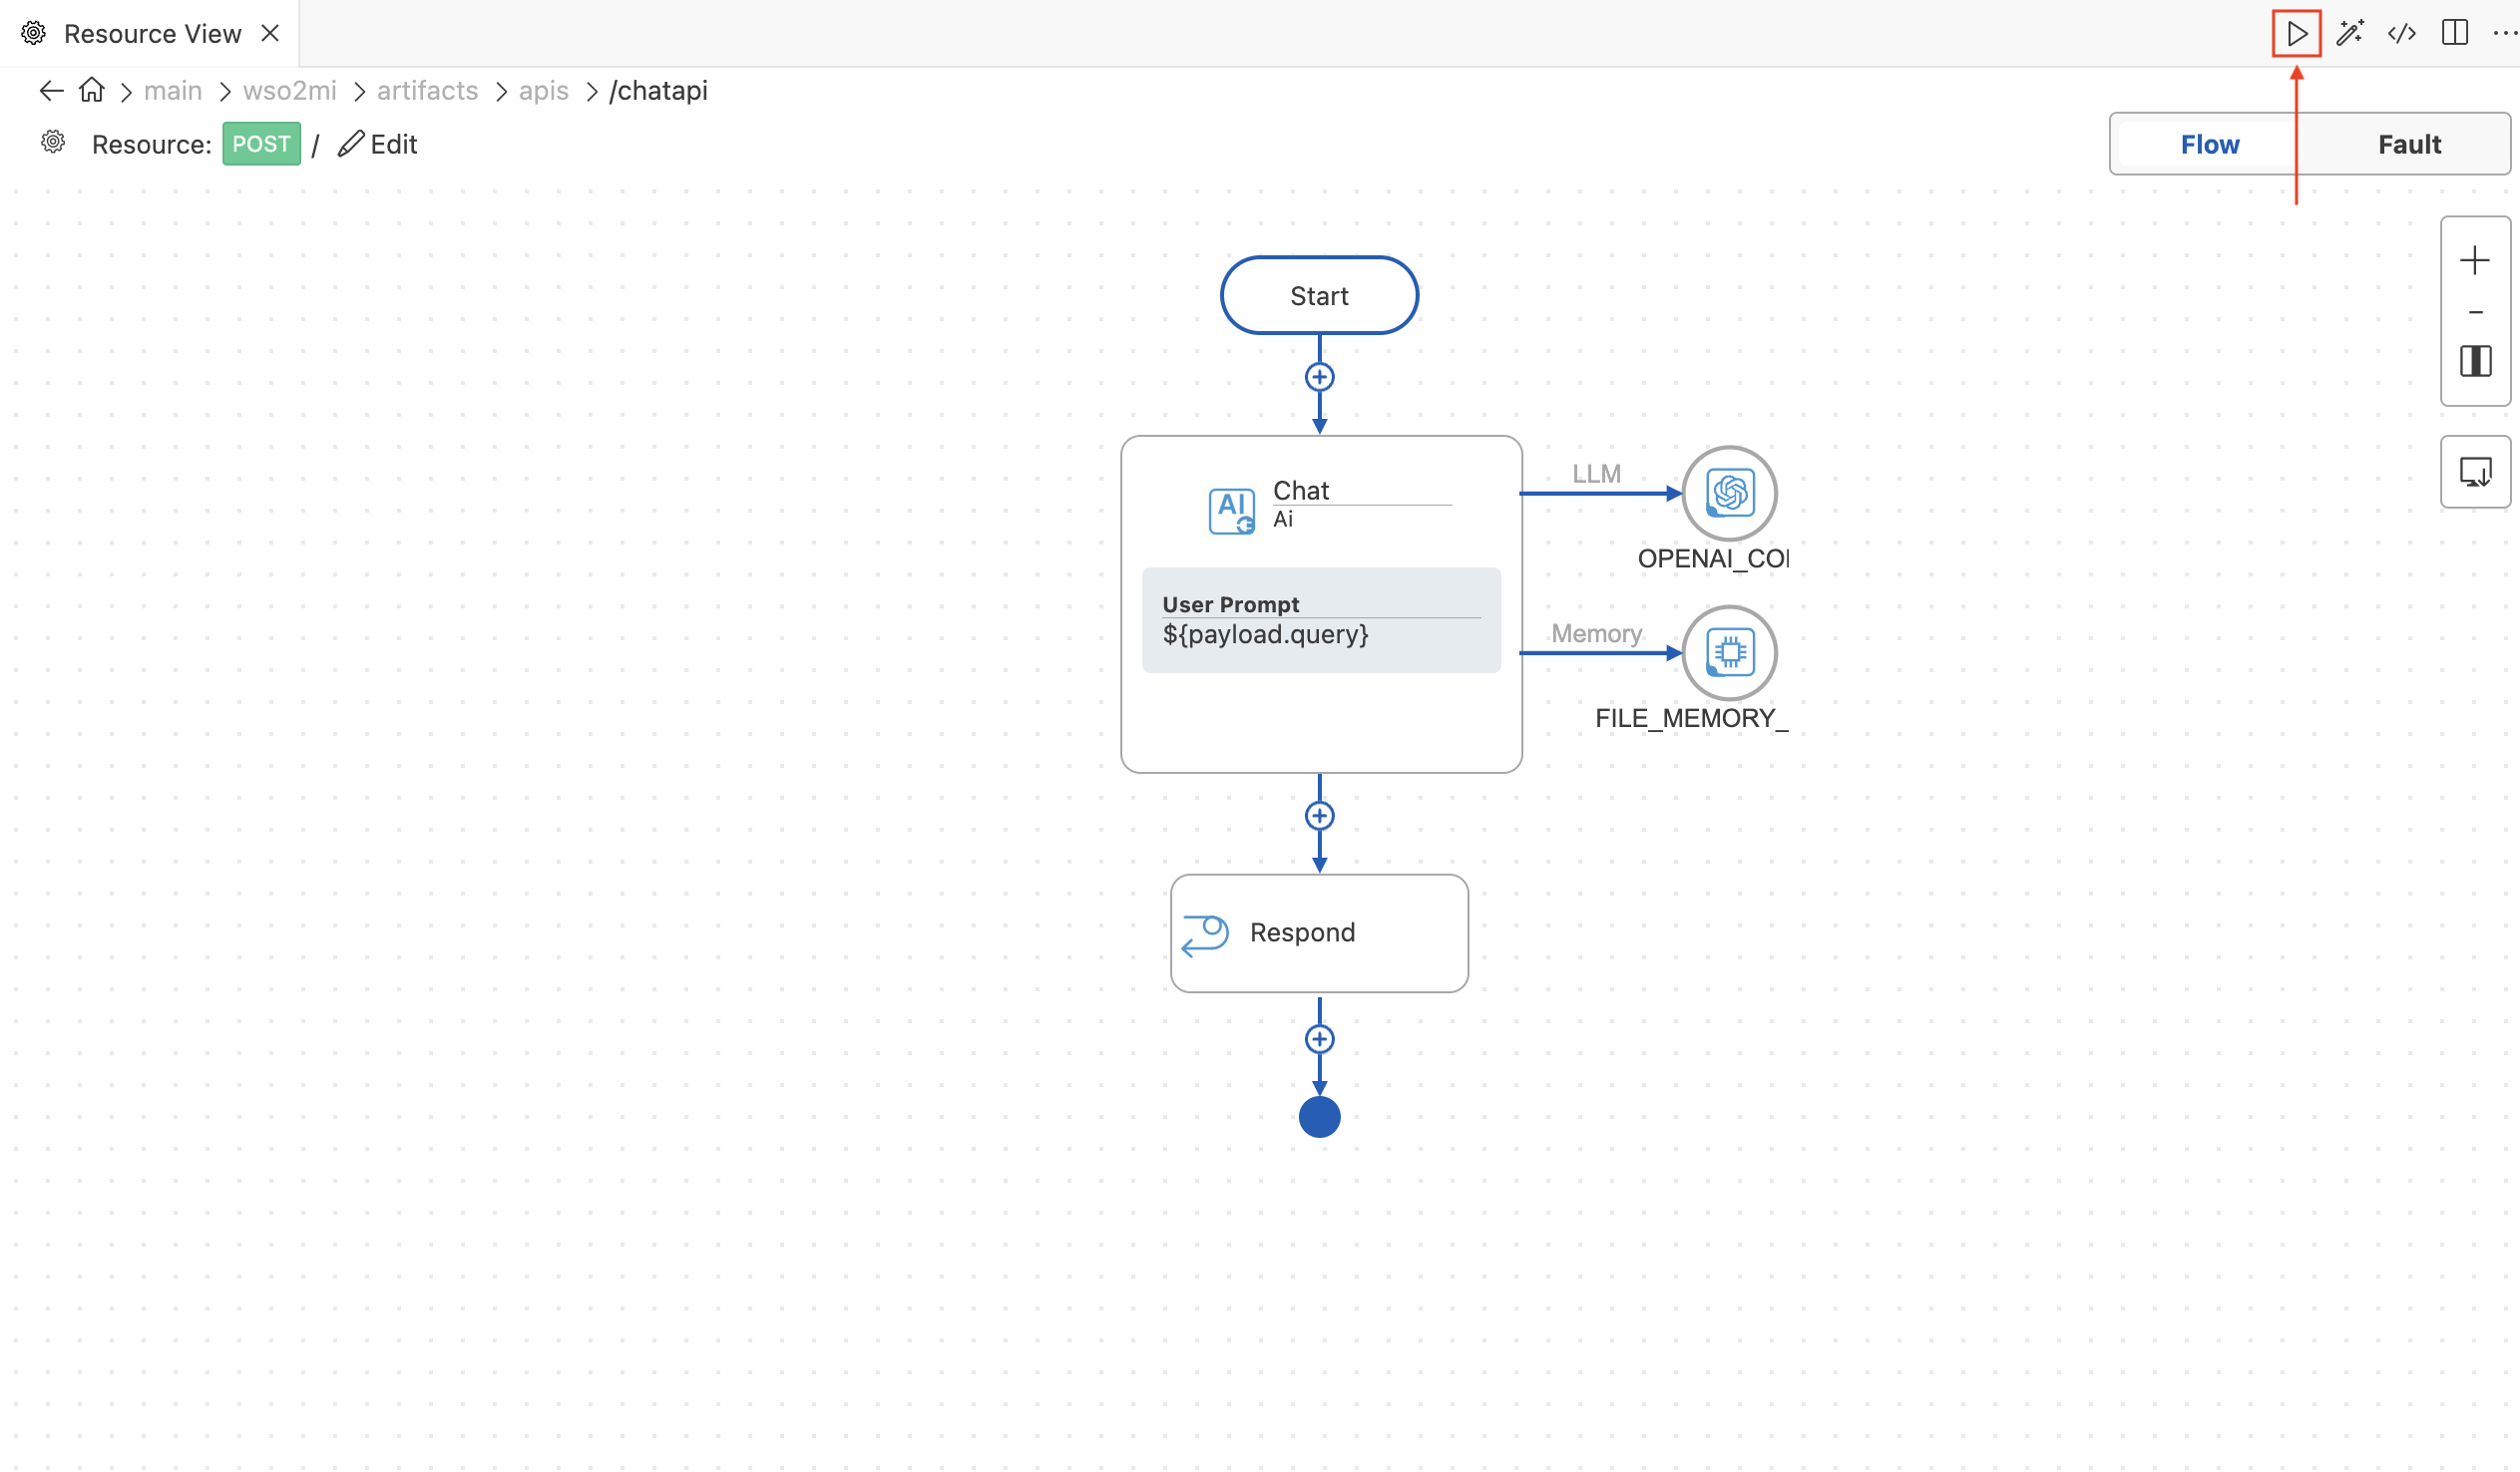 Resource View
main > wso2mi > artifacts > apis > /chatapi
Resource: POST / Edit
Flow
Fault
Start
Chat
Ai
AI
User Prompt
${payload.query}
LLM
OPENAI_CO
Memory
FILE_MEMORY_
Respond